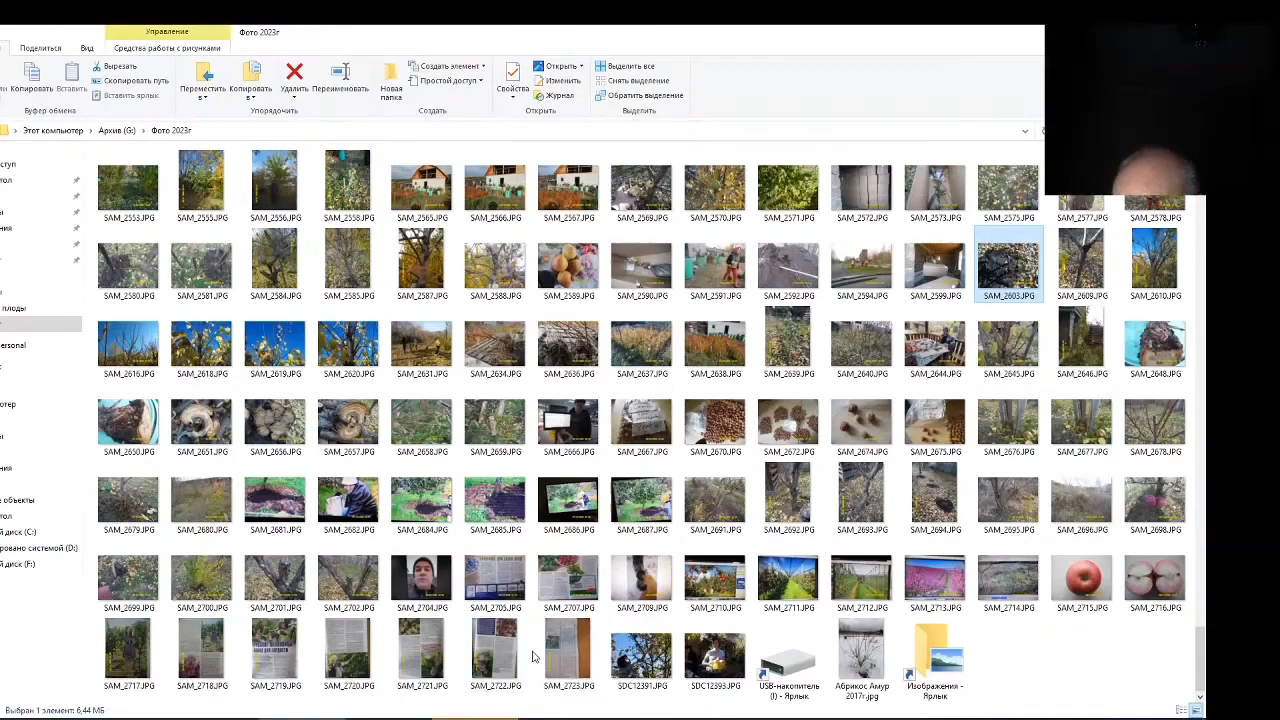 Управление
Фото 2023г
Поделиться
Вид
Средства работы с рисунками
Копировать
Вставить
Вырезать
Скопировать путь
Вставить ярлык
Буфер обмена
Переместить в
Копировать в
Удалить
Переименовать
Упорядочить
Новая папка
Создать элемент
Простой доступ
Создать
Свойства
Открыть
Изменить
Журнал
Открыть
Выделить все
Снять выделение
Обратить выделение
Выделить
Этот компьютер
Архив (G:)
Фото 2023г
ступ
тол
ы
ния
плоды
ersonal
ютер
ы
ния
е объекты
тол
й диск (C:)
ировано системой (D:)
й диск (F:)
SAM_2553.JPG SAM_2555.JPG SAM_2556.JPG SAM_2558.JPG SAM_2565.JPG SAM_2566.JPG SAM_2567.JPG SAM_2569.JPG SAM_2570.JPG SAM_2571.JPG SAM_2572.JPG SAM_2573.JPG SAM_2575.JPG SAM_2577.JPG SAM_2578.JPG
SAM_2580.JPG SAM_2581.JPG SAM_2584.JPG SAM_2585.JPG SAM_2587.JPG SAM_2588.JPG SAM_2589.JPG SAM_2590.JPG SAM_2591.JPG SAM_2592.JPG SAM_2594.JPG SAM_2599.JPG SAM_2603.JPG SAM_2609.JPG SAM_2610.JPG
SAM_2616.JPG SAM_2618.JPG SAM_2619.JPG SAM_2620.JPG SAM_2631.JPG SAM_2634.JPG SAM_2636.JPG SAM_2637.JPG SAM_2638.JPG SAM_2639.JPG SAM_2640.JPG SAM_2644.JPG SAM_2645.JPG SAM_2646.JPG SAM_2648.JPG
SAM_2650.JPG SAM_2651.JPG SAM_2656.JPG SAM_2657.JPG SAM_2658.JPG SAM_2659.JPG SAM_2666.JPG SAM_2667.JPG SAM_2670.JPG SAM_2672.JPG SAM_2674.JPG SAM_2675.JPG SAM_2676.JPG SAM_2677.JPG SAM_2678.JPG
SAM_2679.JPG SAM_2680.JPG SAM_2681.JPG SAM_2682.JPG SAM_2684.JPG SAM_2685.JPG SAM_2686.JPG SAM_2687.JPG SAM_2691.JPG SAM_2692.JPG SAM_2693.JPG SAM_2694.JPG SAM_2695.JPG SAM_2696.JPG SAM_2698.JPG
SAM_2699.JPG SAM_2700.JPG SAM_2701.JPG SAM_2702.JPG SAM_2704.JPG SAM_2705.JPG SAM_2707.JPG SAM_2709.JPG SAM_2710.JPG SAM_2711.JPG SAM_2712.JPG SAM_2713.JPG SAM_2714.JPG SAM_2715.JPG SAM_2716.JPG
SAM_2717.JPG SAM_2718.JPG SAM_2719.JPG SAM_2720.JPG SAM_2721.JPG SAM_2722.JPG SAM_2723.JPG SDC12391.JPG SDC12393.JPG USB-накопитель (I) - Ярлык Абрикос Амур 2017г.jpg Изображения - Ярлык
Выбран 1 элемент: 6,44 МБ